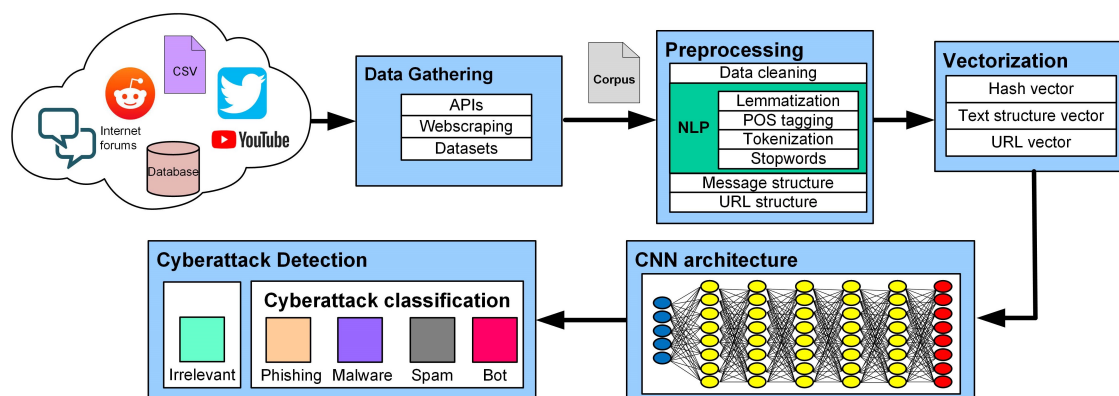 CSV
Internet
forums
YouTube
Database
Data Gathering
APIs
Webscraping
Datasets
Corpus
Preprocessing
Data cleaning
NLP
Lemmatization
POS tagging
Tokenization
Stopwords
Message structure
URL structure
Vectorization
Hash vector
Text structure vector
URL vector
CNN architecture
Cyberattack Detection
Cyberattack classification
Irrelevant
Phishing
Malware
Spam
Bot